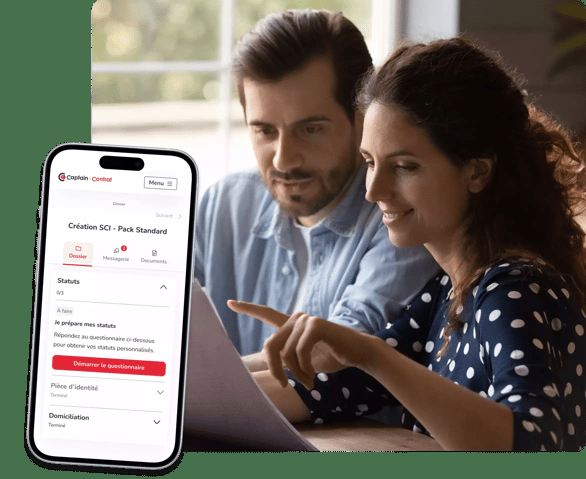 Captain · Contrat
Menu
Dossier
Suivant
Création SCI - Pack Standard
Dossier
Messagerie
Documents
Statuts
0/3
À faire
Je prépare mes statuts
Répondez au questionnaire ci-dessous
pour obtenir vos statuts personnalisés.
Démarrer le questionnaire
Pièce d'identité
Terminé
Domiciliation
Terminé